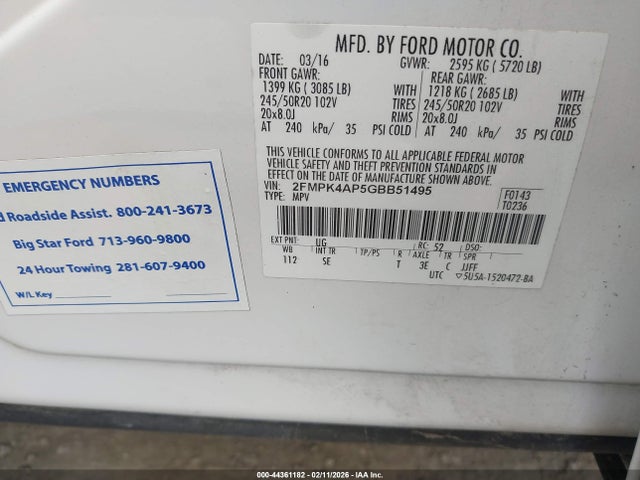 MFD. BY FORD MOTOR CO.
DATE: 03/16 GVWR: 2595 KG ( 5720 LB)
FRONT GAWR: REAR GAWR:
1399 KG ( 3085 LB) WITH 1218 KG ( 2685 LB) WITH
245/50R20 102V TIRES 245/50R20 102V TIRES
20x8.0J RIMS 20x8.0J RIMS
AT 240 kPa/ 35 PSI COLD AT 240 kPa/ 35 PSI COLD
THIS VEHICLE CONFORMS TO ALL APPLICABLE FEDERAL MOTOR
VEHICLE SAFETY AND THEFT PREVENTION STANDARDS IN
EFFECT ON THE DATE OF MANUFACTURE SHOWN ABOVE.
VIN: 2FMPK4AP5GBB51495
TYPE: MPV
F0143
T0236
EXT PNT: UG RC: 52 DSO:
WB INT TR TP/PS R AXLE TR SPR
112 5E T 3E C JJFF
UTC 5U5A-1520472-BA
EMERGENCY NUMBERS
Roadside Assist. 800-241-3673
Big Star Ford 713-960-9800
24 Hour Towing 281-607-9400
W/L Key
000-44361182 - 02/11/2026 - IAA Inc.